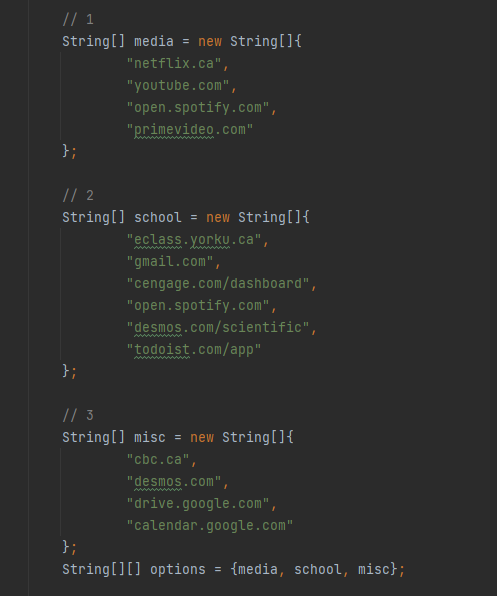 // 1
String[] media = new String[]{
"netflix.ca",
"youtube.com",
"open.spotify.com",
"primevideo.com"
};
// 2
String[] school = new String[]{
"eclass.yorku.ca",
"gmail.com",
"cengage.com/dashboard",
"open.spotify.com",
"desmos.com/scientific",
"todoist.com/app"
};
// 3
String[] misc = new String[]{
"cbc.ca",
"desmos.com",
"drive.google.com",
"calendar.google.com"
};
String[][] options = {media, school, misc};